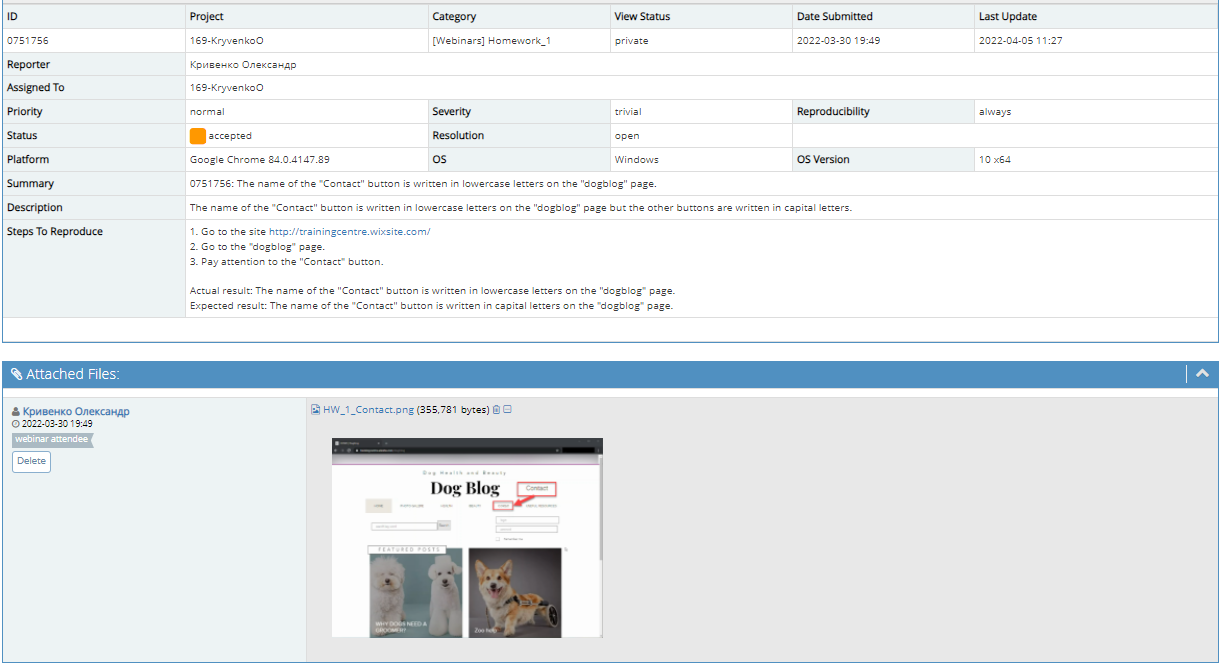 ID Project Category View Status Date Submitted Last Update
0751756 169-KryvenkoO [Webinars] Homework_1 private 2022-03-30 19:49 2022-04-05 11:27
Reporter Кривенко Олександр
Assigned To 169-KryvenkoO
Priority normal Severity trivial Reproducibility always
Status accepted Resolution open
Platform Google Chrome 84.0.4147.89 OS Windows OS Version 10 x64
Summary 0751756: The name of the "Contact" button is written in lowercase letters on the "dogblog" page.
Description The name of the "Contact" button is written in lowercase letters on the "dogblog" page but the other buttons are written in capital letters.
Steps To Reproduce 1. Go to the site http://trainingcentre.wixsite.com/
2. Go to the "dogblog" page.
3. Pay attention to the "Contact" button.
Actual result: The name of the "Contact" button is written in lowercase letters on the "dogblog" page.
Expected result: The name of the "Contact" button is written in capital letters on the "dogblog" page.
Attached Files:
Кривенко Олександр
2022-03-30 19:49
webinar attendee
Delete
HW_1_Contact.png (355,781 bytes)
Dog Health and Beauty
Dog Blog
Contact
FEATURED POSTS
WHY DOGS NEED A
GROOMER?
Zoo help